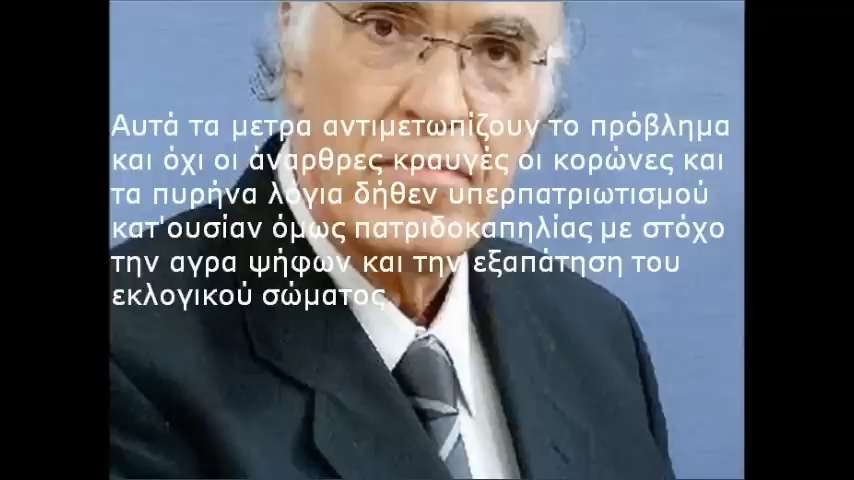 Αυτά τα μετρα αντιμετωπίζουν το πρόβλημα
και όχι οι άναρθρες κραυγές οι κορώνες και
τα πυρήνα λόγια δήθεν υπερπατριωτισμού
κατ'ουσίαν όμως πατριδοκαπηλίας με στόχο
την αγρα ψήφων και την εξαπάτηση του
εκλογικού σώματος.